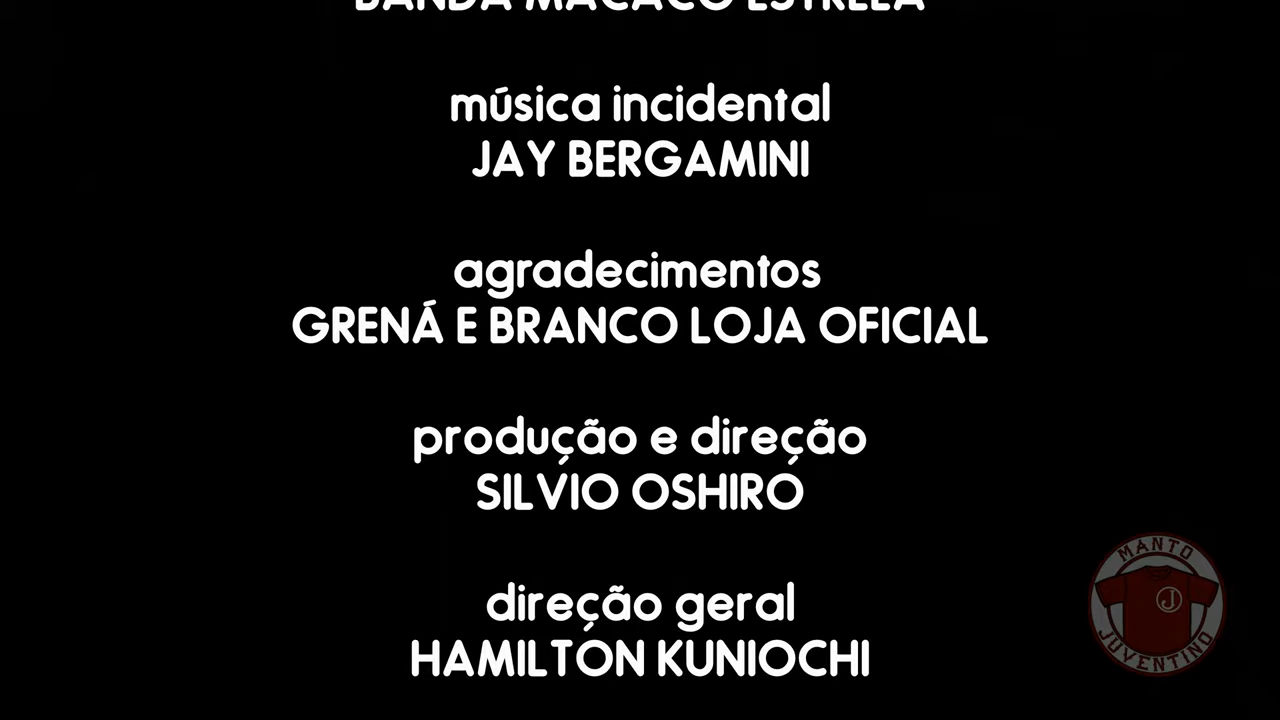 BANDA MACACO ESTRELA
música incidental
JAY BERGAMINI
agradecimentos
GRENÁ E BRANCO LOJA OFICIAL
produção e direção
SILVIO OSHIRO
direção geral
HAMILTON KUNIOCHI
MANTO
J
JUVENTINO